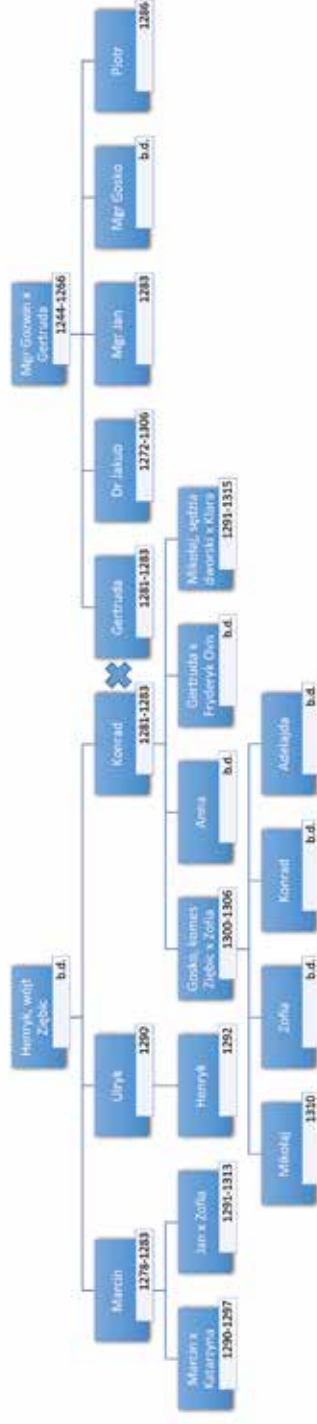 Henryk, wójt
Ziębic
b.d.
Mgr Gozwin x
Gertruda
1244-1266
Marcin
1278-1283
Ulryk
1290
Konrad
1281-1283
Gertruda
1281-1283
Dr Jakub
1272-1306
Mgr Jan
1283
Mgr Gosko
b.d.
Piotr
1286
Marcin x
Katarzyna
1290-1297
Jan x Zofia
1291-1313
Henryk
1292
Gosko, komes
Ziębic x Zofia
1300-1306
Anna
b.d.
Gertruda x
Fryderyk Ovis
b.d.
Mikołaj, sędzia
dworski x Klara
1291-1315
Mikołaj
1310
Zofia
b.d.
Konrad
b.d.
Adelajda
b.d.